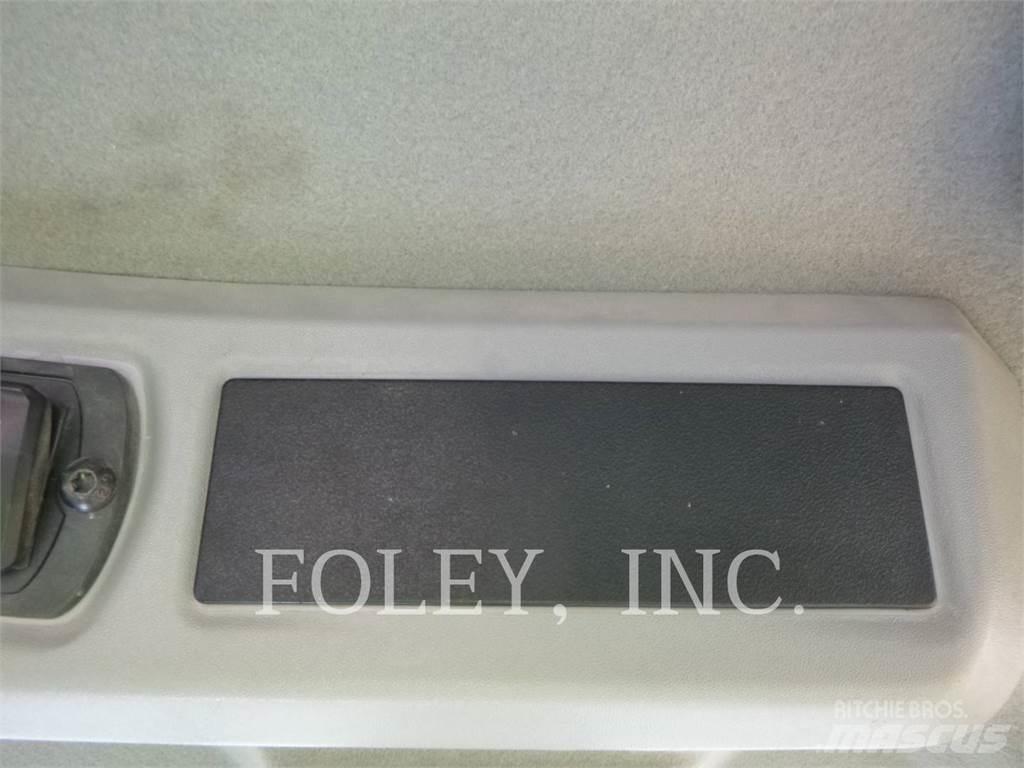 FOLEY, INC.
RITCHIE BROS.
MASCUS